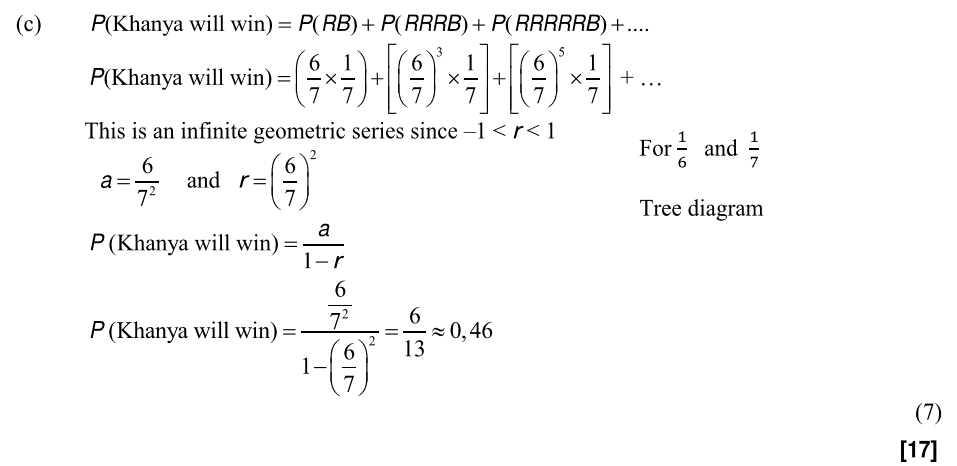 (c) P(Khanya will win) = P(RB) + P(RRRB) + P(RRRRRB) + ....
P(Khanya will win) = (6/7 × 1/7) + [(6/7)^3 × 1/7] + [(6/7)^5 × 1/7] + …
This is an infinite geometric series since –1 < r < 1
For 1/6 and 1/7
a = 6/7^2 and r = (6/7)^2
Tree diagram
P (Khanya will win) = a/(1 – r)
P (Khanya will win) = (6/7^2)/(1 – (6/7)^2) = 6/13 ≈ 0,46
(7)
[17]